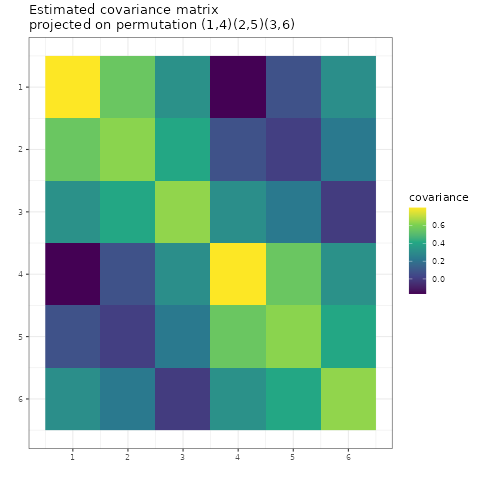 Estimated covariance matrix
projected on permutation (1,4)(2,5)(3,6)
1
2
3
4
5
6
1 2 3 4 5 6
covariance
0.6
0.4
0.2
0.0